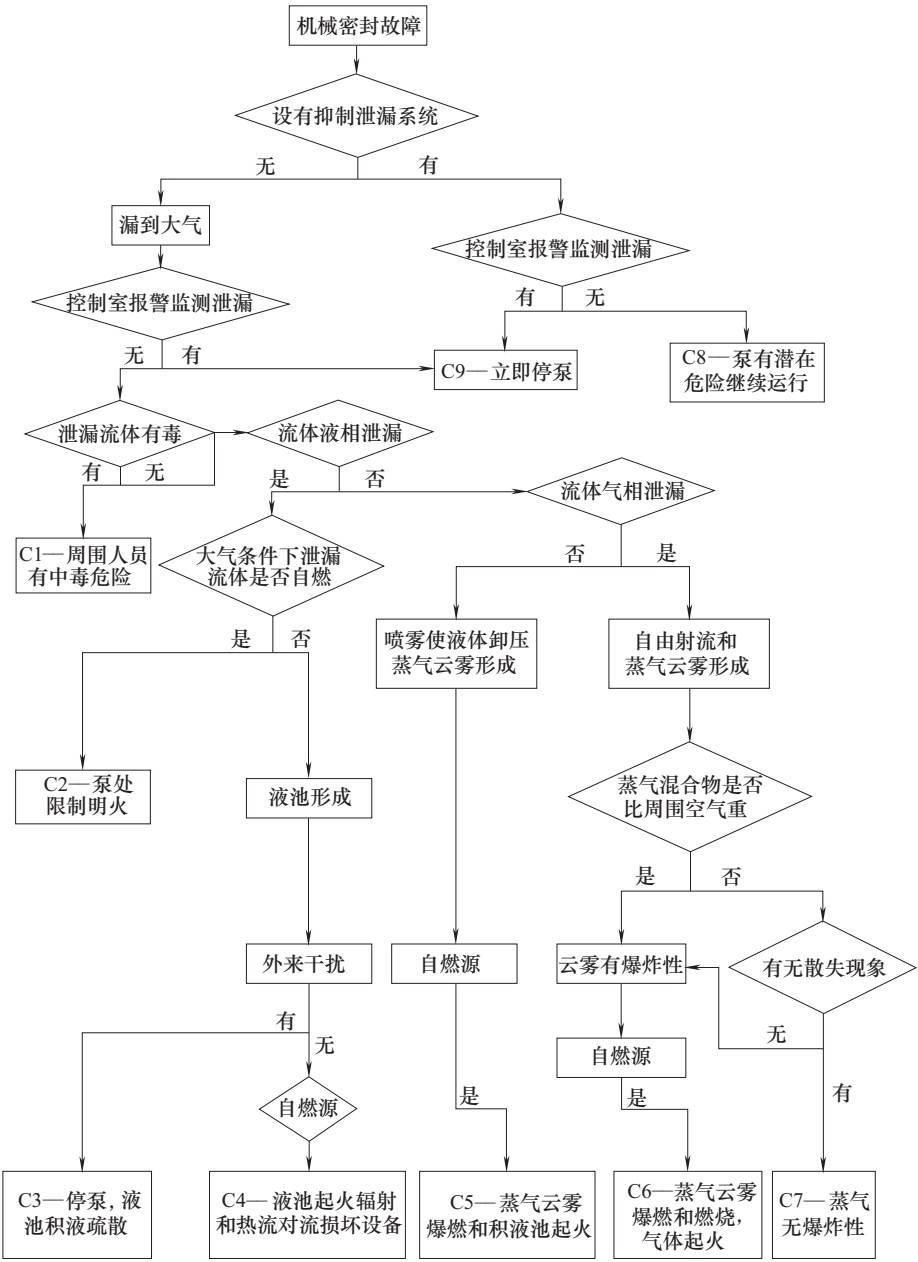 机械密封故障
设有抑制泄漏系统
无
有
漏到大气
控制室报警监测泄漏
控制室报警监测泄漏
有
无
无
有
C9—立即停泵
C8—泵有潜在
危险继续运行
泄漏流体有毒
流体液相泄漏
有
无
是
否
流体气相泄漏
C1—周围人员
有中毒危险
大气条件下泄漏
流体是否自燃
否
是
是
否
喷雾使液体卸压
蒸气云雾形成
自由射流和
蒸气云雾形成
C2—泵处
限制明火
液池形成
蒸气混合物是否
比周围空气重
是
否
外来干扰
自燃源
云雾有爆炸性
有无散失现象
有
无
无
自燃源
自燃源
是
是
有
C3—停泵，液
池积液疏散
C4—液池起火辐射
和热流对流损坏设备
C5—蒸气云雾
爆燃和积液池起火
C6—蒸气云雾
爆燃和燃烧，
气体起火
C7—蒸气
无爆炸性